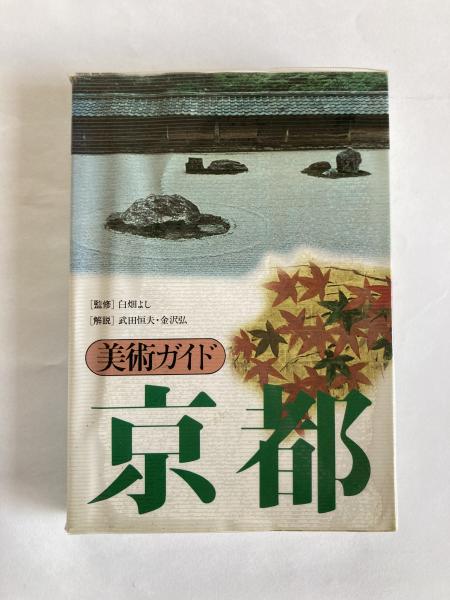 ［監修］白畑よし
［解説］武田恒夫・金沢弘
美術ガイド
京都